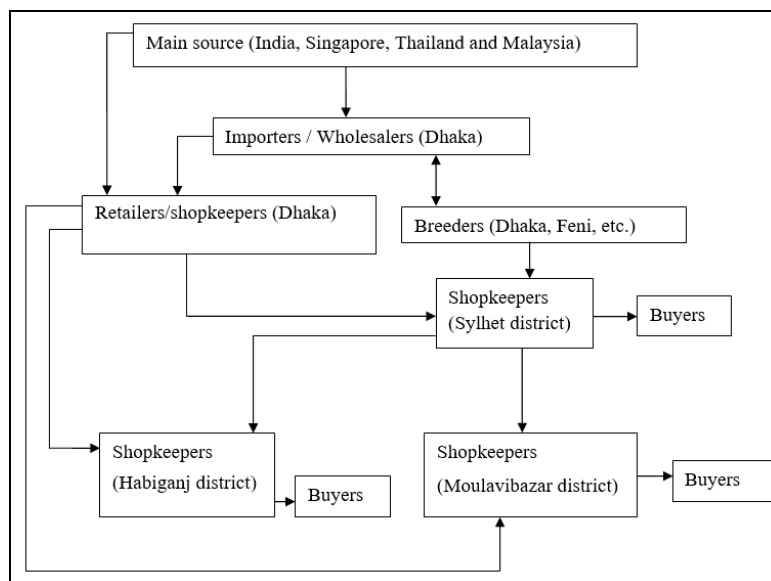 Main source (India, Singapore, Thailand and Malaysia)
Importers / Wholesalers (Dhaka)
Retailers/shopkeepers (Dhaka)
Breeders (Dhaka, Feni, etc.)
Shopkeepers
(Sylhet district)
Buyers
Shopkeepers
(Habiganj district)
Buyers
Shopkeepers
(Moulavibazar district)
Buyers